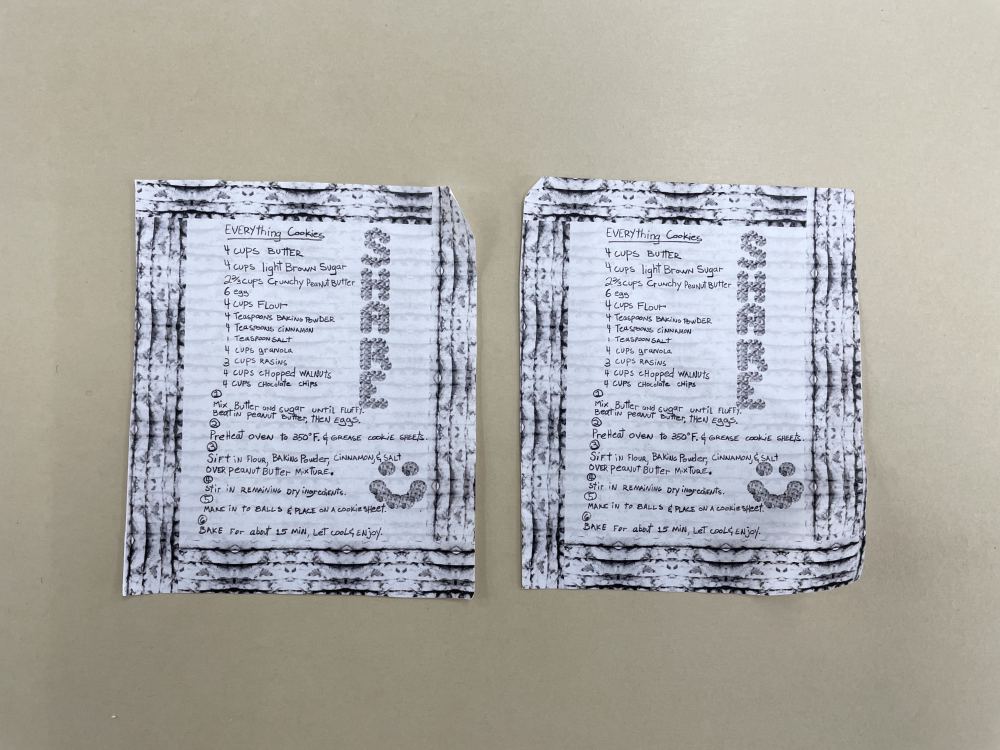 EVERYthing Cookies
4 CUPS BUTTER
4 CUPS light Brown Sugar
2⅔ CUPS Crunchy Peanut Butter
6 egg
4 CUPS FLOUR
4 TEASPOONS BAKING POWDER
4 TEASPOONS CINNAMON
1 TEASPOON SALT
4 CUPS granola
3 CUPS RASINS
4 CUPS CHOPPED WALNUTS
4 CUPS CHOCOlate CHIPS
①
Mix Butter and sugar UNTIL FLUFFY.
Beat in peanut Butter, THEN EGGS.
②
PreHeat oven to 350°F. & GREASE COOKIE SHEETS.
③
SIFT in FLOUR, BAKING Powder, CINNAMON, & SALT
OVER peanut Butter MIXTURE.
④
Stir in REMAINING Dry ingredients.
⑤
MAKE IN TO BALLS & PLACE ON A COOKIE SHEET.
⑥
BAKE FOR about 15 MIN, LET COOL & ENJOY.
SHARE
EVERYthing Cookies
4 CUPS BUTTER
4 CUPS light Brown Sugar
2⅔ CUPS Crunchy Peanut Butter
6 egg
4 CUPS FLOUR
4 TEASPOONS BAKING POWDER
4 TEASPOONS CINNAMON
1 TEASPOON SALT
4 CUPS granola
3 CUPS RASINS
4 CUPS CHOPPED WALNUTS
4 CUPS CHOCOlate CHIPS
①
Mix Butter and sugar UNTIL FLUFFY.
Beat in peanut Butter, THEN EGGS.
②
PreHeat oven to 350°F. & GREASE COOKIE SHEETS.
③
SIFT in FLOUR, BAKING Powder, CINNAMON, & SALT
OVER peanut Butter MIXTURE.
④
Stir in REMAINING Dry ingredients.
⑤
MAKE IN TO BALLS & PLACE ON A COOKIE SHEET.
⑥
BAKE FOR about 15 MIN, LET COOL & ENJOY.
SHARE